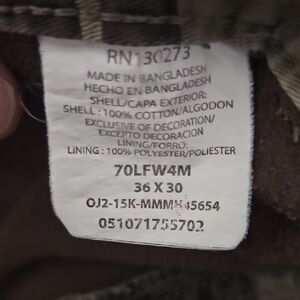 RN130273
MADE IN BANGLADESH
HECHO EN BANGLADESH
SHELL/CAPA EXTERIOR:
SHELL: 100% COTTON/ALGODON
EXCLUSIVE OF DECORATION/
EXCEPTO DECORACION
LINING/FORRO:
LINING: 100% POLYESTER/POLIESTER
70LFW4M
36 X 30
051071755702